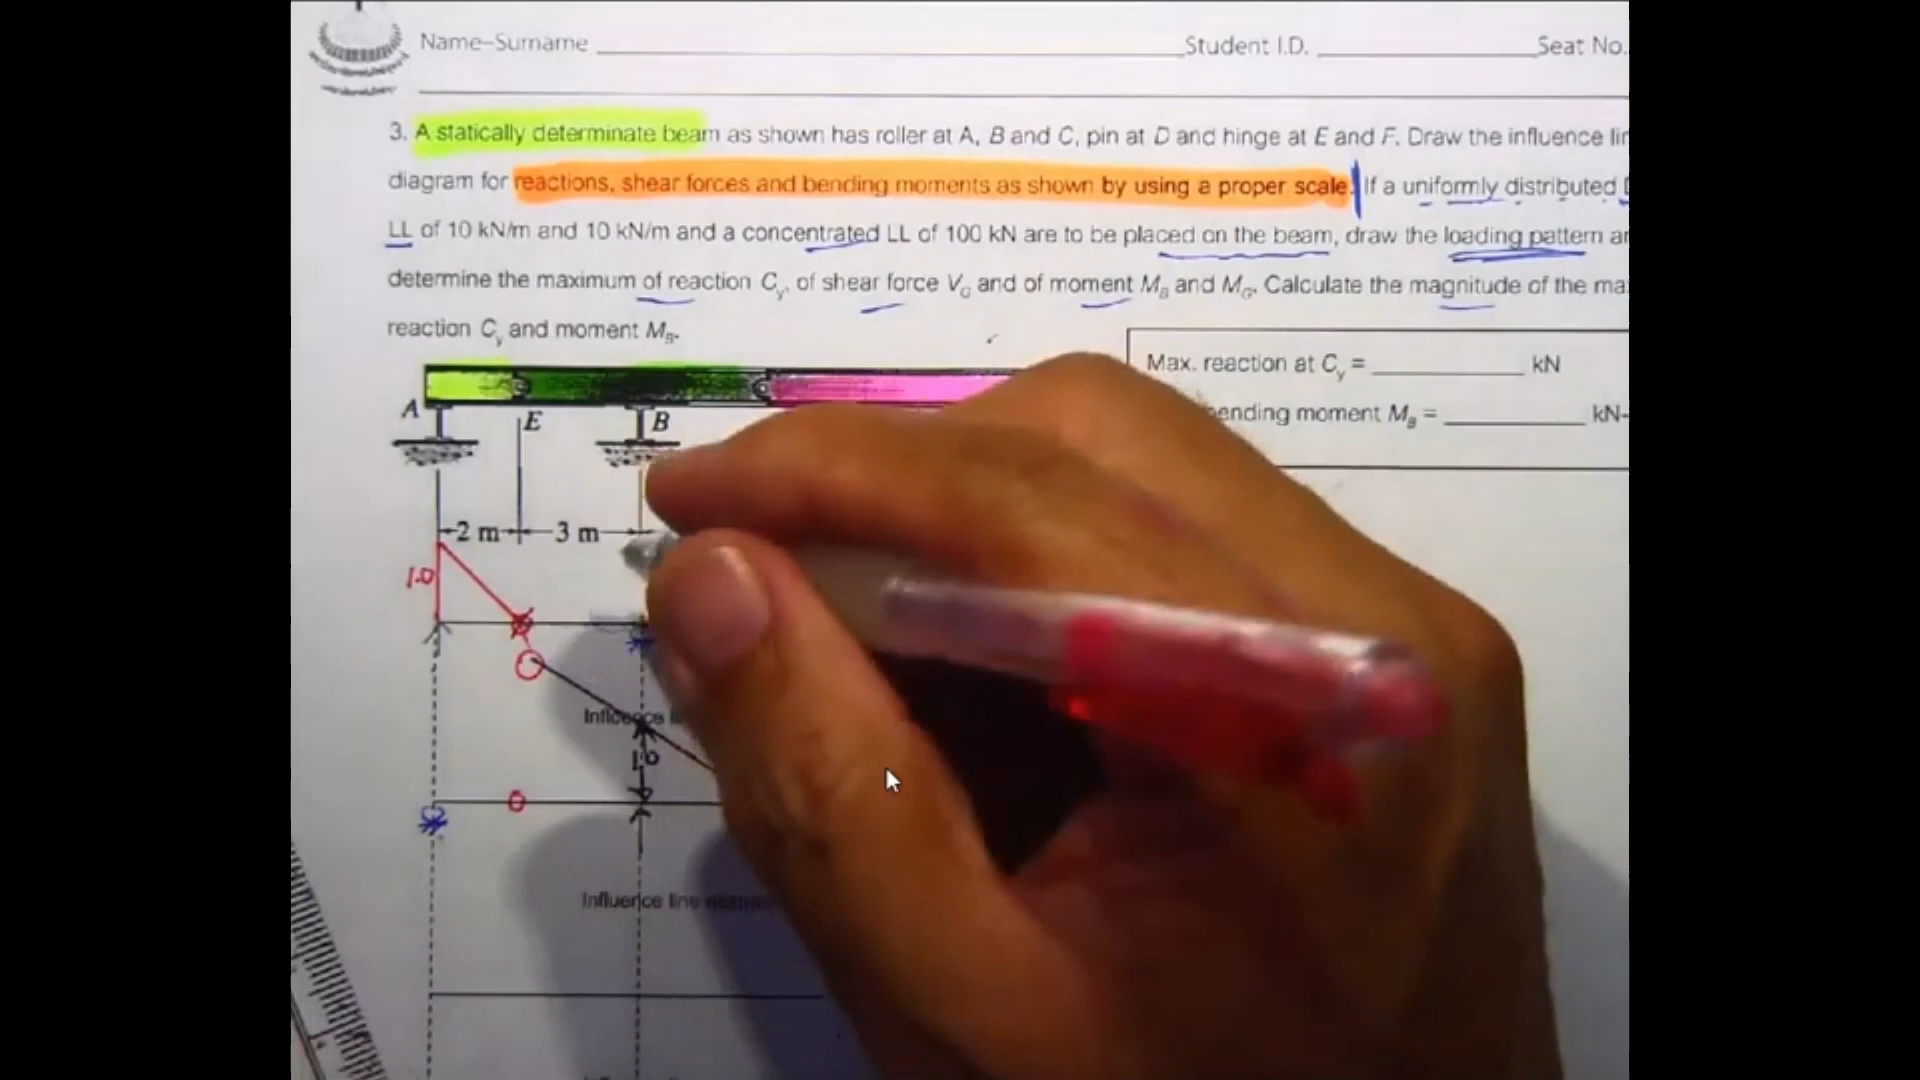 Name–Surname Student I.D. Seat No.
3. A statically determinate beam as shown has roller at A, B and C, pin at D and hinge at E and F. Draw the influence
diagram for reactions, shear forces and bending moments as shown by using a proper scale. If a uniformly distributed
LL of 10 kN/m and 10 kN/m and a concentrated LL of 100 kN are to be placed on the beam, draw the loading pattern
determine the maximum of reaction Cy, of shear force VG and of moment MB and MG. Calculate the magnitude of the
reaction Cy and moment MB.
Max. reaction at Cy = kN
bending moment MB = kN-
A E B
2 m 3 m
1.0
Influence
1.0
Influence line